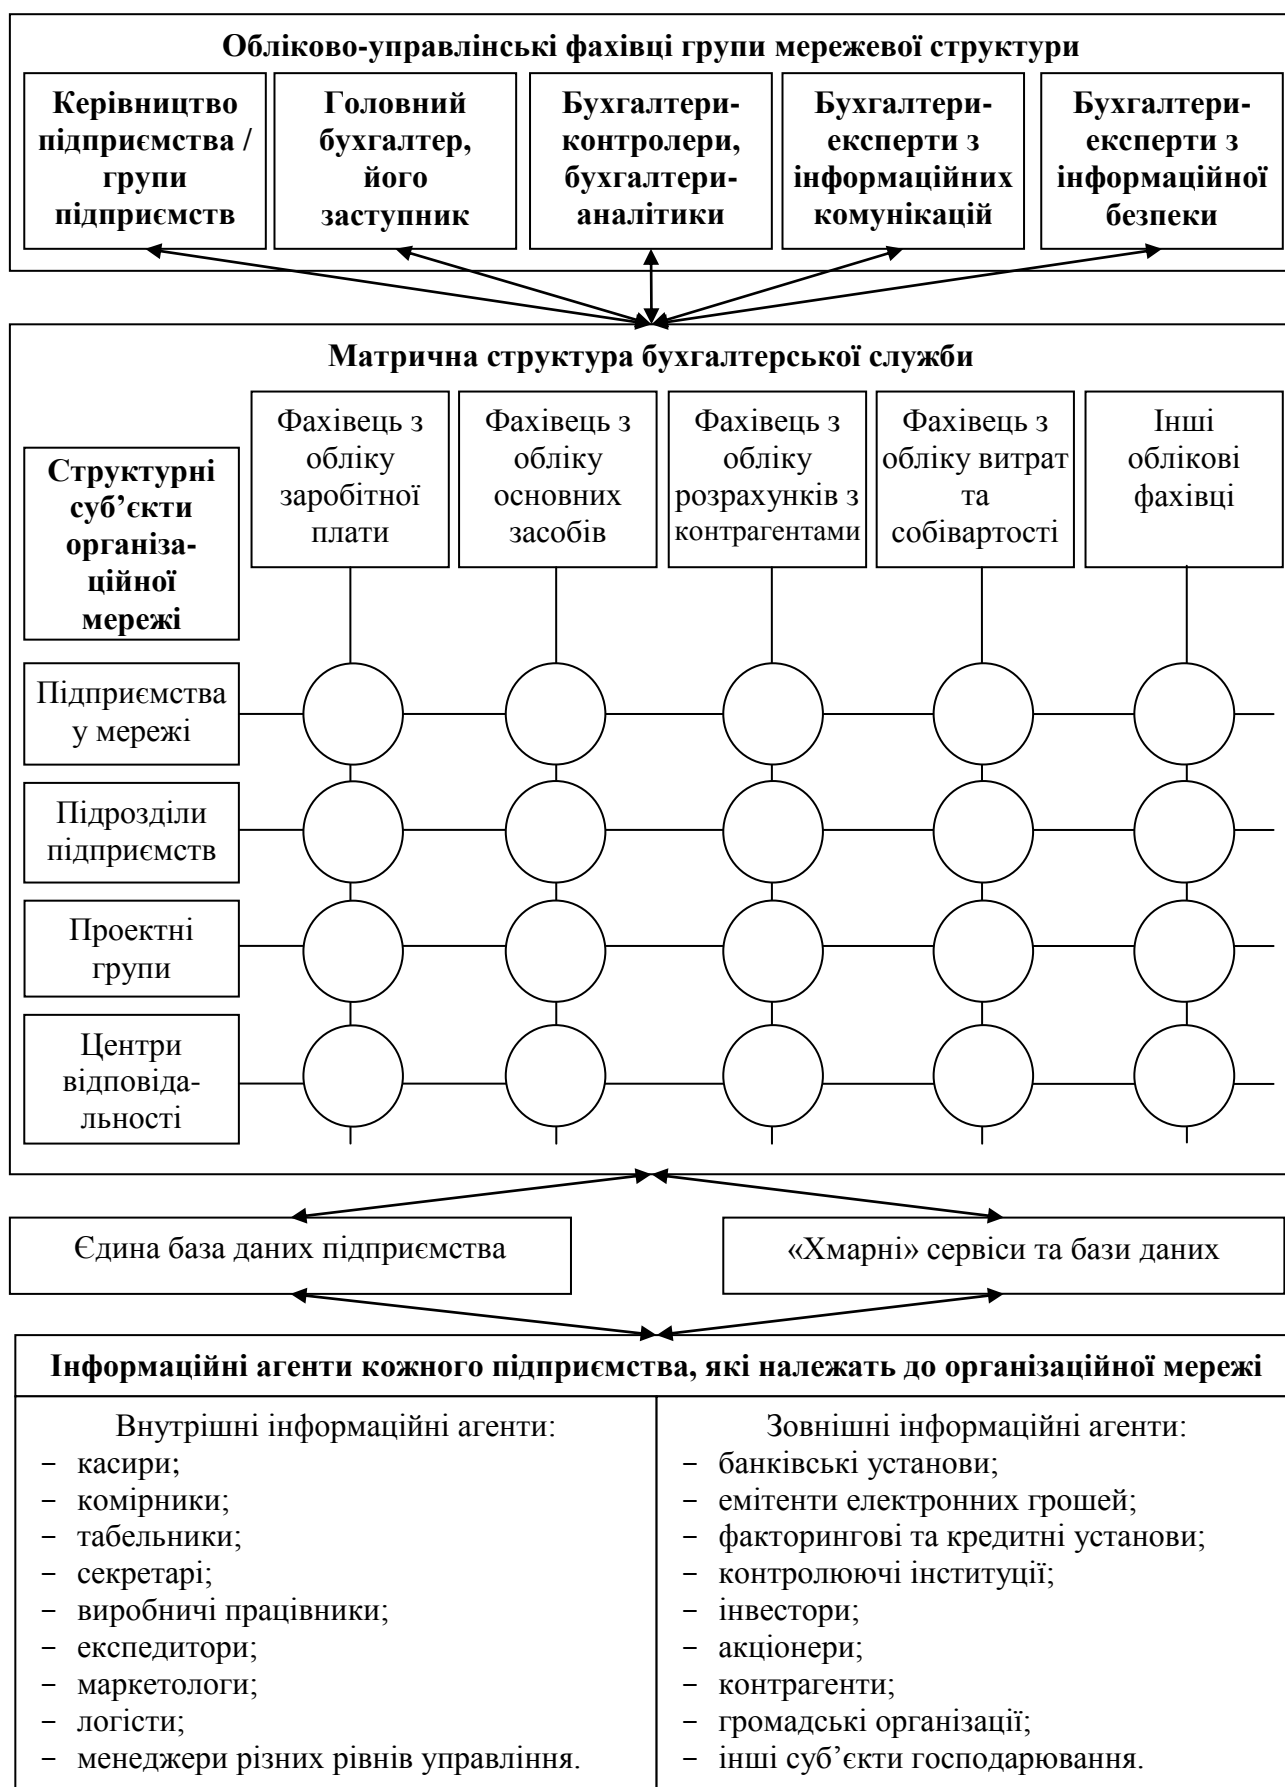 Обліково-управлінські фахівці групи мережевої структури
Керівництво
підприємства /
групи
підприємств
Головний
бухгалтер,
його
заступник
Бухгалтери-
контролери,
бухгалтери-
аналітики
Бухгалтери-
експерти з
інформаційних
комунікацій
Бухгалтери-
експерти з
інформаційної
безпеки
Матрична структура бухгалтерської служби
Структурні
суб’єкти
організа-
ційної
мережі
Фахівець з
обліку
заробітної
плати
Фахівець з
обліку
основних
засобів
Фахівець з
обліку
розрахунків з
контрагентами
Фахівець з
обліку витрат
та
собівартості
Інші
облікові
фахівці
Підприємства
у мережі
Підрозділи
підприємств
Проектні
групи
Центри
відповіда-
льності
Єдина база даних підприємства
«Хмарні» сервіси та бази даних
Інформаційні агенти кожного підприємства, які належать до організаційної мережі
Внутрішні інформаційні агенти:
- касири;
- комірники;
- табельники;
- секретарі;
- виробничі працівники;
- експедитори;
- маркетологи;
- логісти;
- менеджери різних рівнів управління.
Зовнішні інформаційні агенти:
- банківські установи;
- емітенти електронних грошей;
- факторингові та кредитні установи;
- контролюючі інституції;
- інвестори;
- акціонери;
- контрагенти;
- громадські організації;
- інші суб’єкти господарювання.